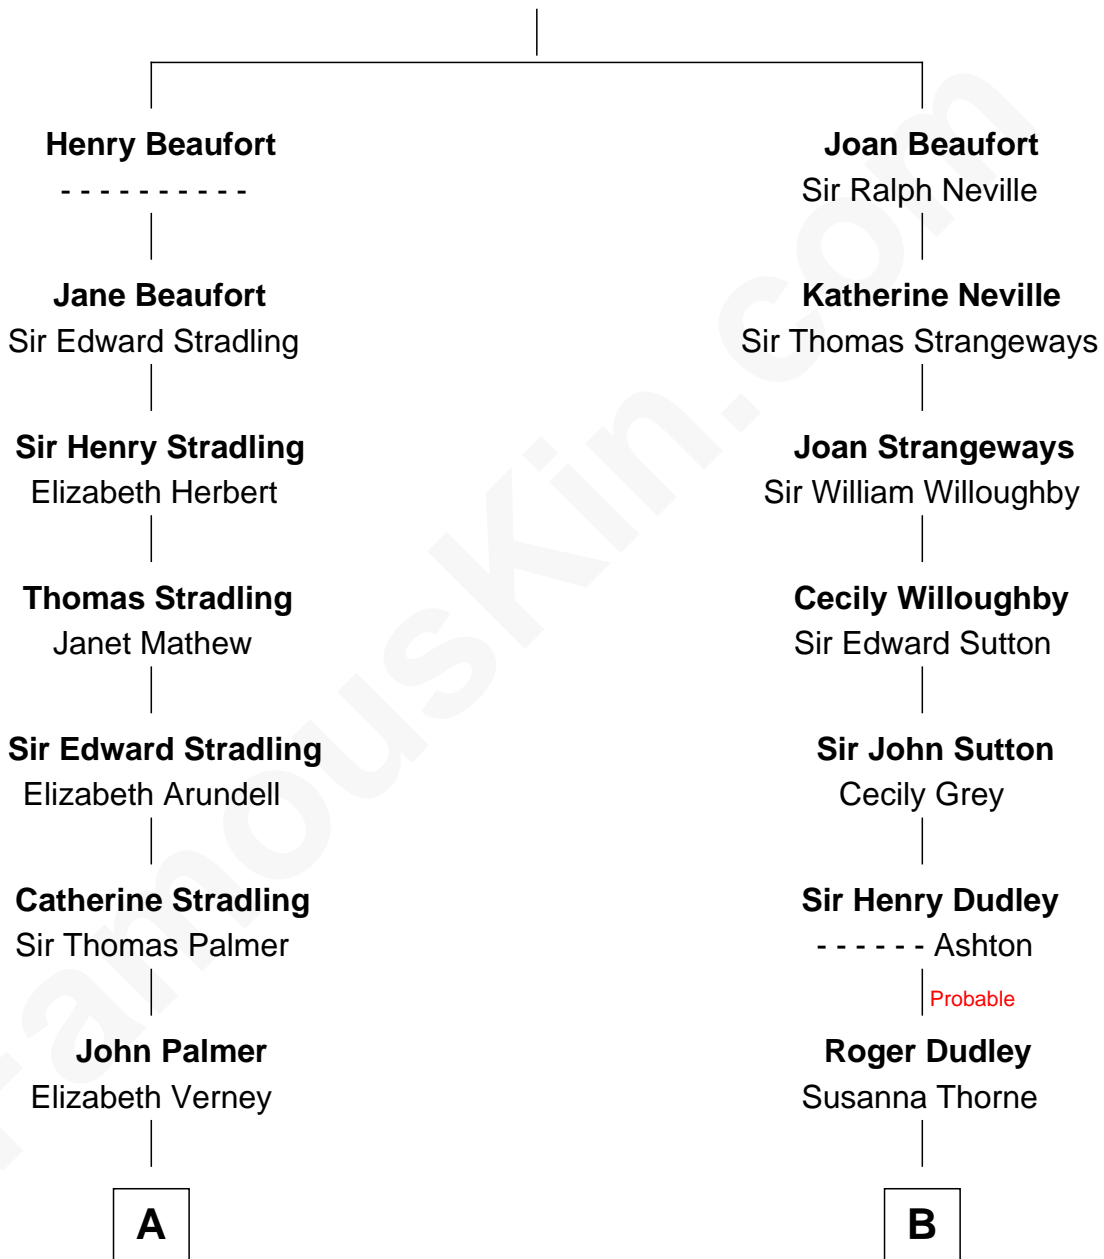 Henry Beaufort
- - - - - - - - - -
Jane Beaufort
Sir Edward Stradling
Sir Henry Stradling
Elizabeth Herbert
Thomas Stradling
Janet Mathew
Sir Edward Stradling
Elizabeth Arundell
Catherine Stradling
Sir Thomas Palmer
John Palmer
Elizabeth Verney
A
Joan Beaufort
Sir Ralph Neville
Katherine Neville
Sir Thomas Strangeways
Joan Strangeways
Sir William Willoughby
Cecily Willoughby
Sir Edward Sutton
Sir John Sutton
Cecily Grey
Sir Henry Dudley
- - - - - - Ashton
Probable
Roger Dudley
Susanna Thorne
B
FamousKin.com